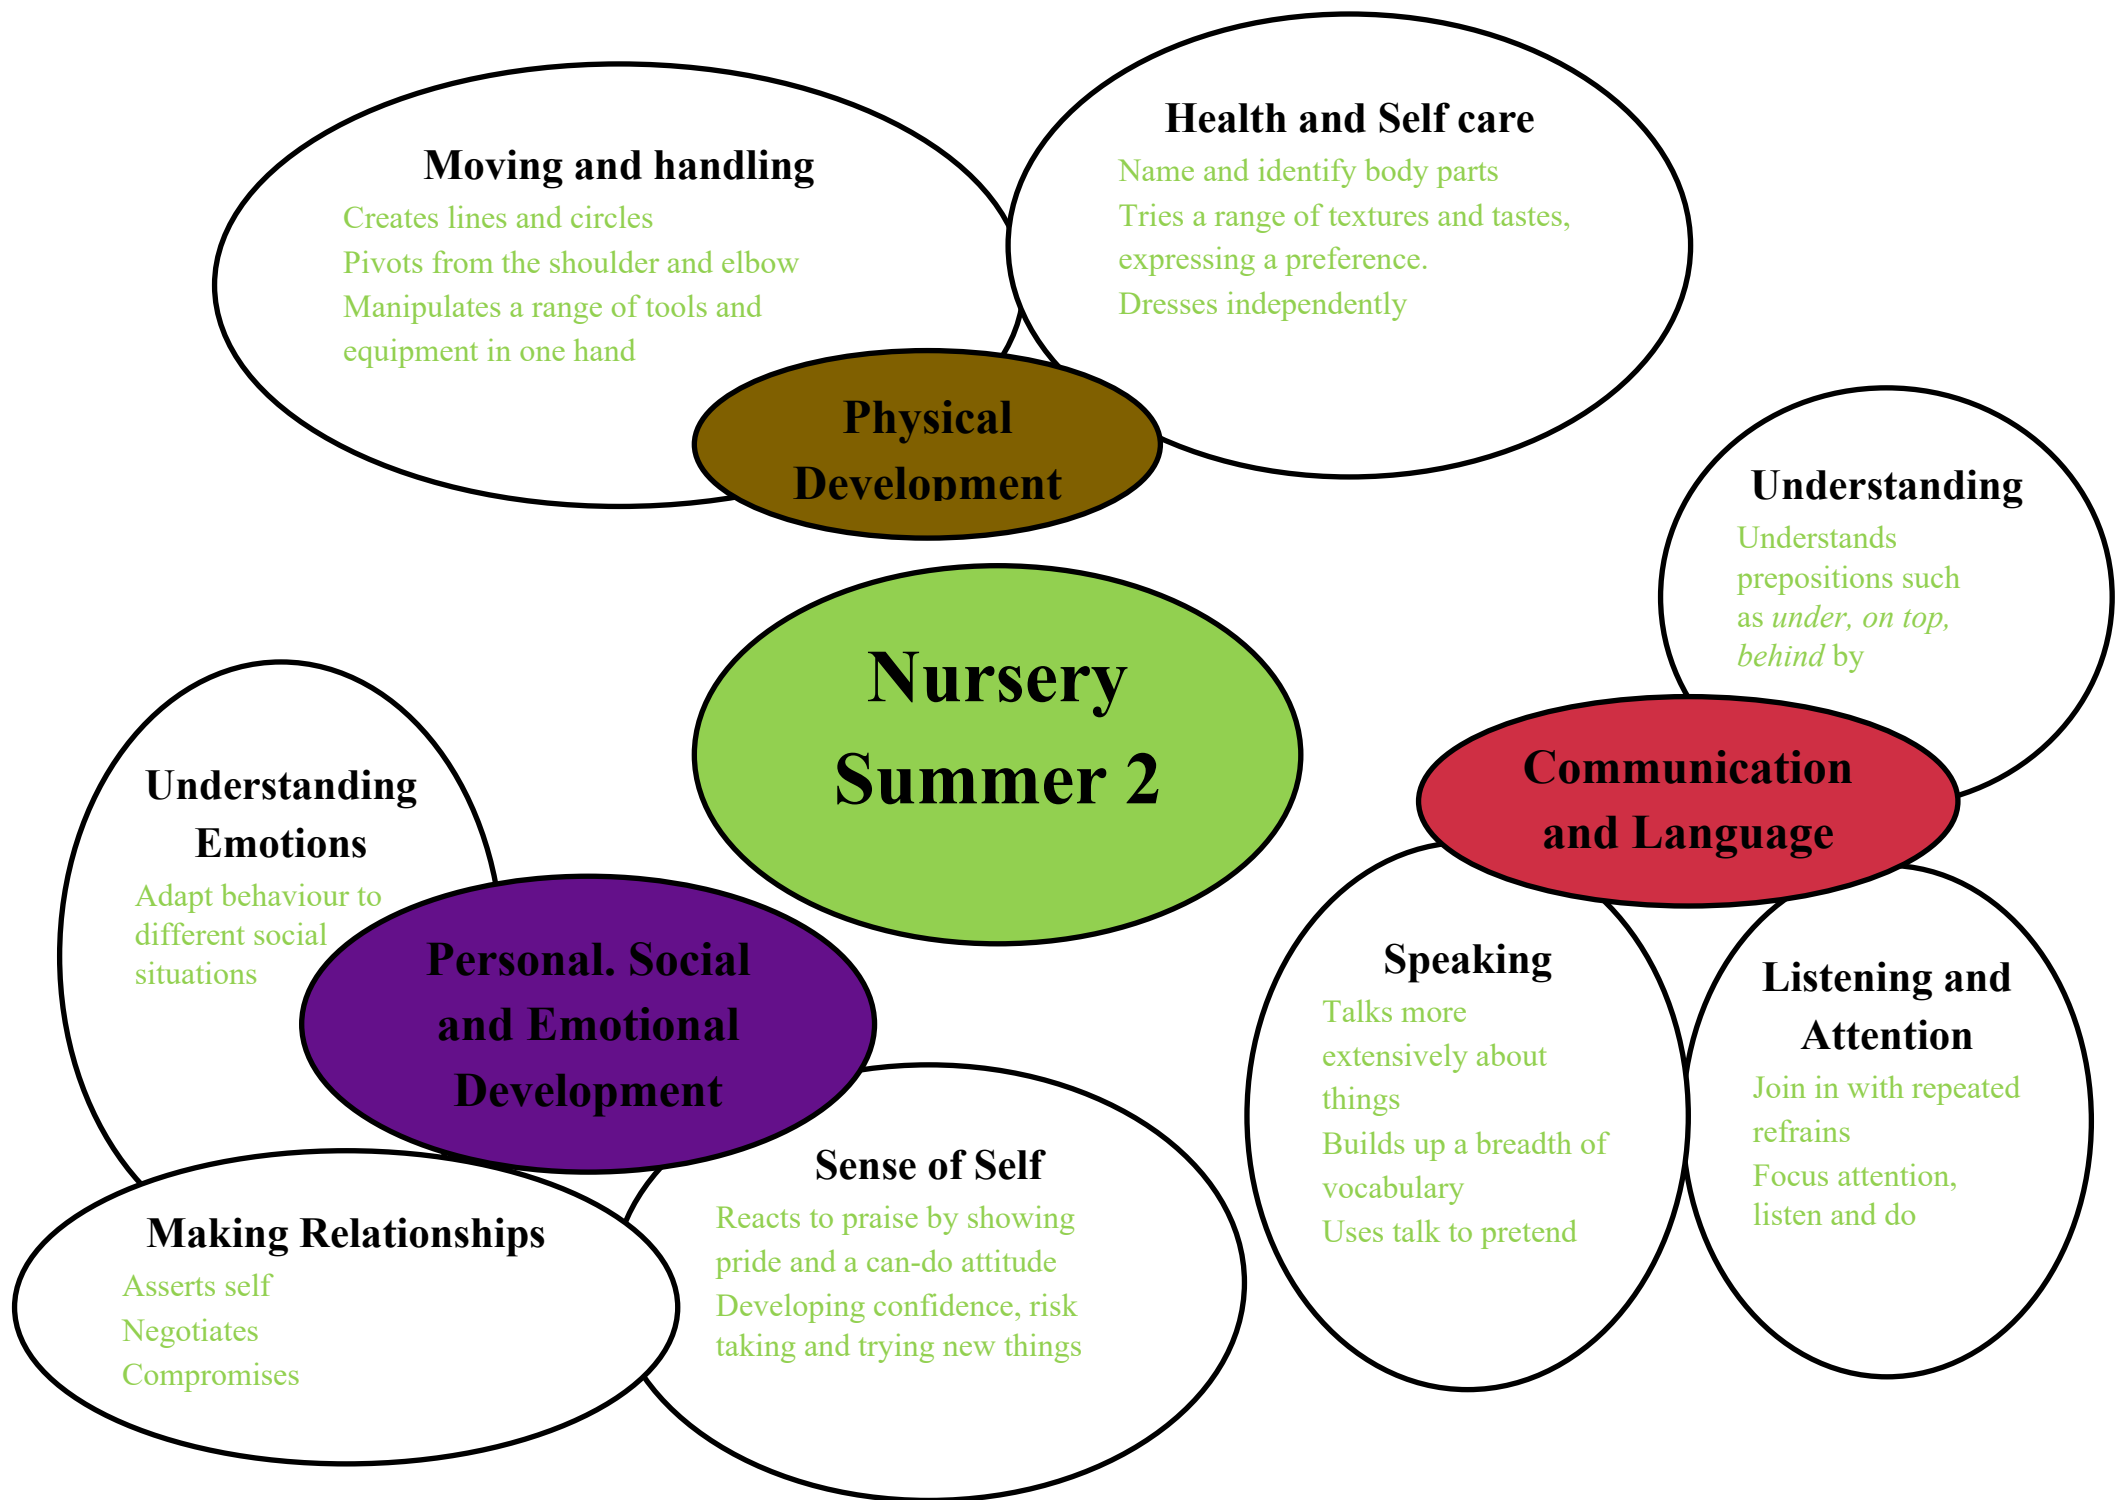 Moving and handling
Creates lines and circles
Pivots from the shoulder and elbow
Manipulates a range of tools and
equipment in one hand
Health and Self care
Name and identify body parts
Tries a range of textures and tastes,
expressing a preference.
Dresses independently
Physical
Development
Understanding
Understands
prepositions such
as under, on top,
behind by
Nursery
Summer 2
Communication
and Language
Understanding
Emotions
Adapt behaviour to
different social
situations
Personal. Social
and Emotional
Development
Speaking
Talks more
extensively about
things
Builds up a breadth of
vocabulary
Uses talk to pretend
Listening and
Attention
Join in with repeated
refrains
Focus attention,
listen and do
Making Relationships
Asserts self
Negotiates
Compromises
Sense of Self
Reacts to praise by showing
pride and a can-do attitude
Developing confidence, risk
taking and trying new things